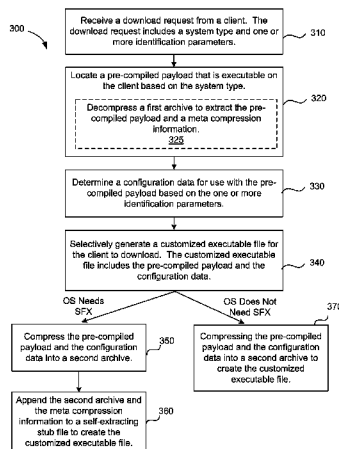 300
Receive a download request from a client. The
download request includes a system type and one or
more identification parameters.
310
Locate a pre-compiled payload that is executable on
the client based on the system type.
Decompress a first archive to extract the pre-
compiled payload and a meta compression
information.
325
320
Determine a configuration data for use with the pre-
compiled payload based on the one or more
identification parameters.
330
Selectively generate a customized executable file for
the client to download. The customized executable
file includes the pre-compiled payload and the
configuration data.
340
OS Needs
SFX
OS Does Not
Need SFX
Compress the pre-compiled
payload and the configuration
data into a second archive.
350
Compressing the pre-compiled
payload and the configuration
data into a second archive to
create the customized
executable file.
370
Append the second archive and
the meta compression
information to a self-extracting
stub file to create the
customized executable file.
360